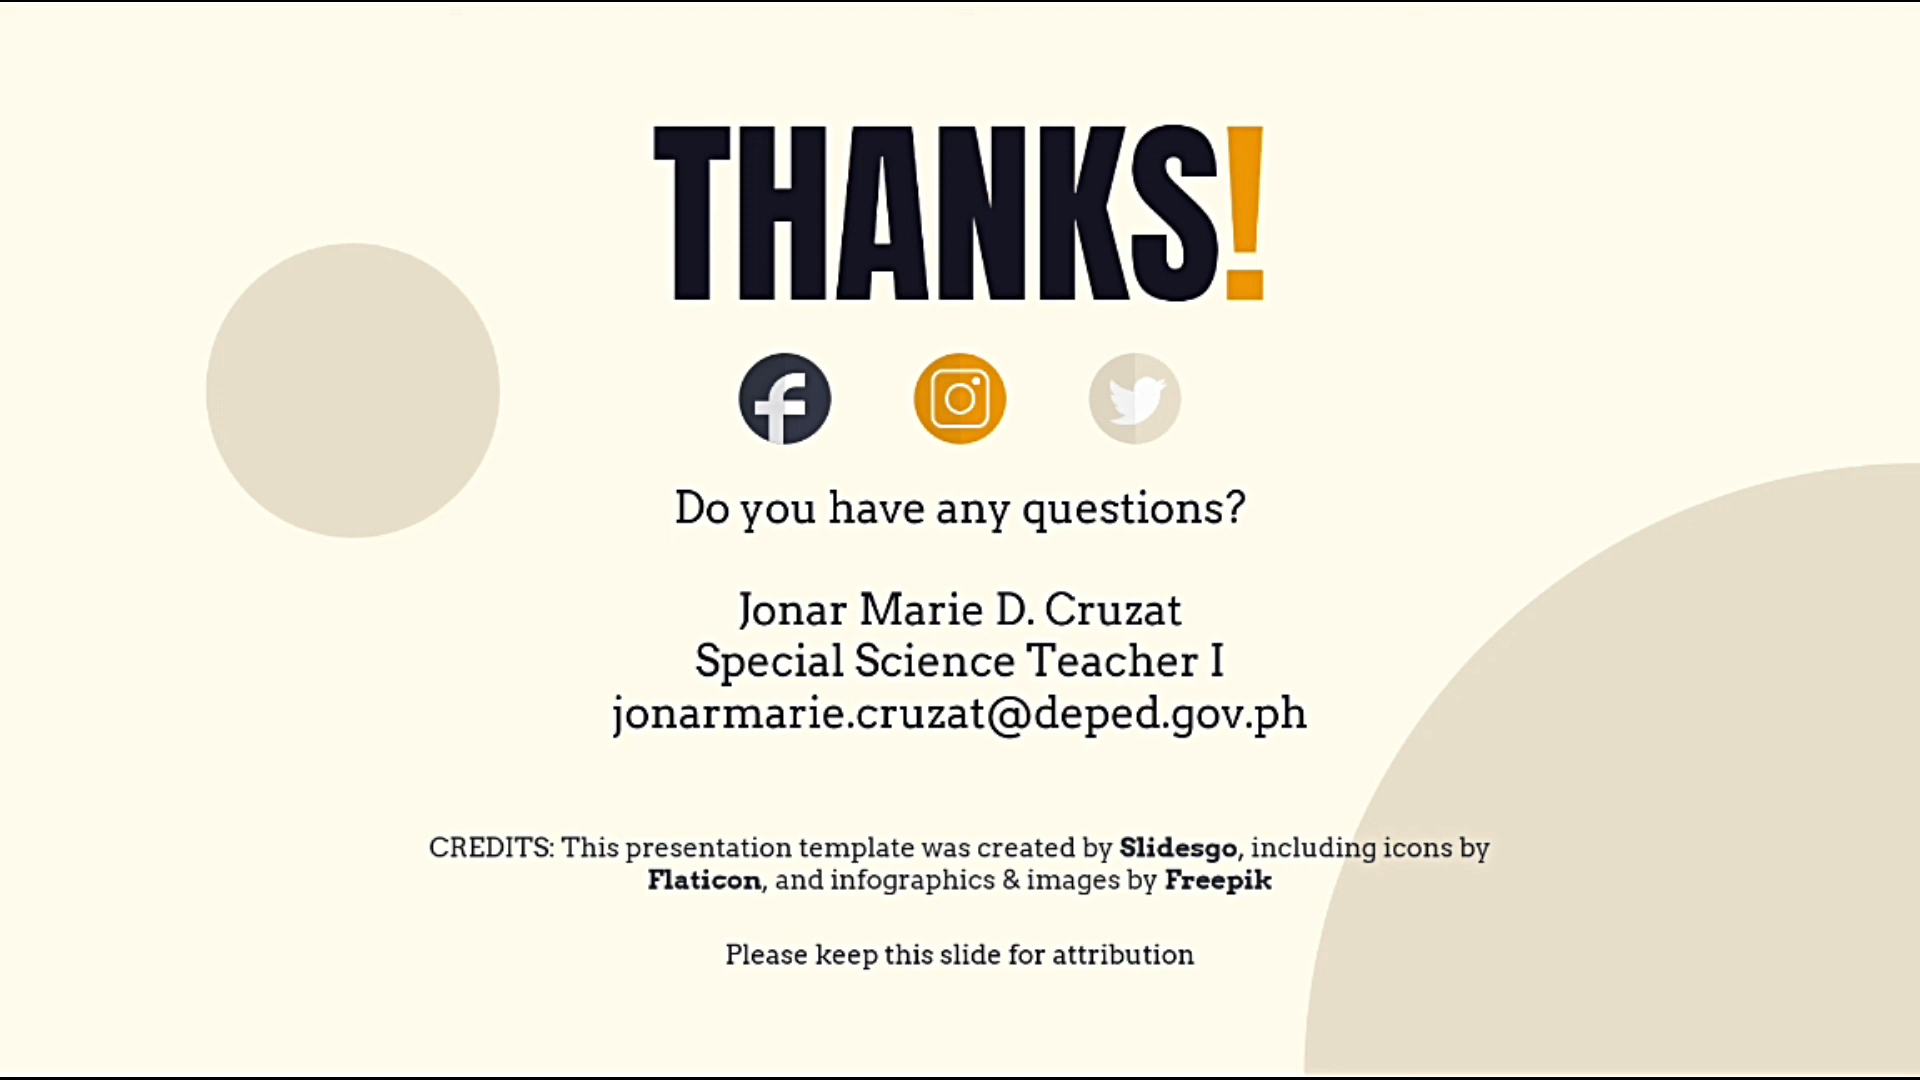 THANKS!
Do you have any questions?
Jonar Marie D. Cruzat
Special Science Teacher I
jonarmarie.cruzat@deped.gov.ph
CREDITS: This presentation template was created by Slidesgo, including icons by
Flaticon, and infographics & images by Freepik
Please keep this slide for attribution